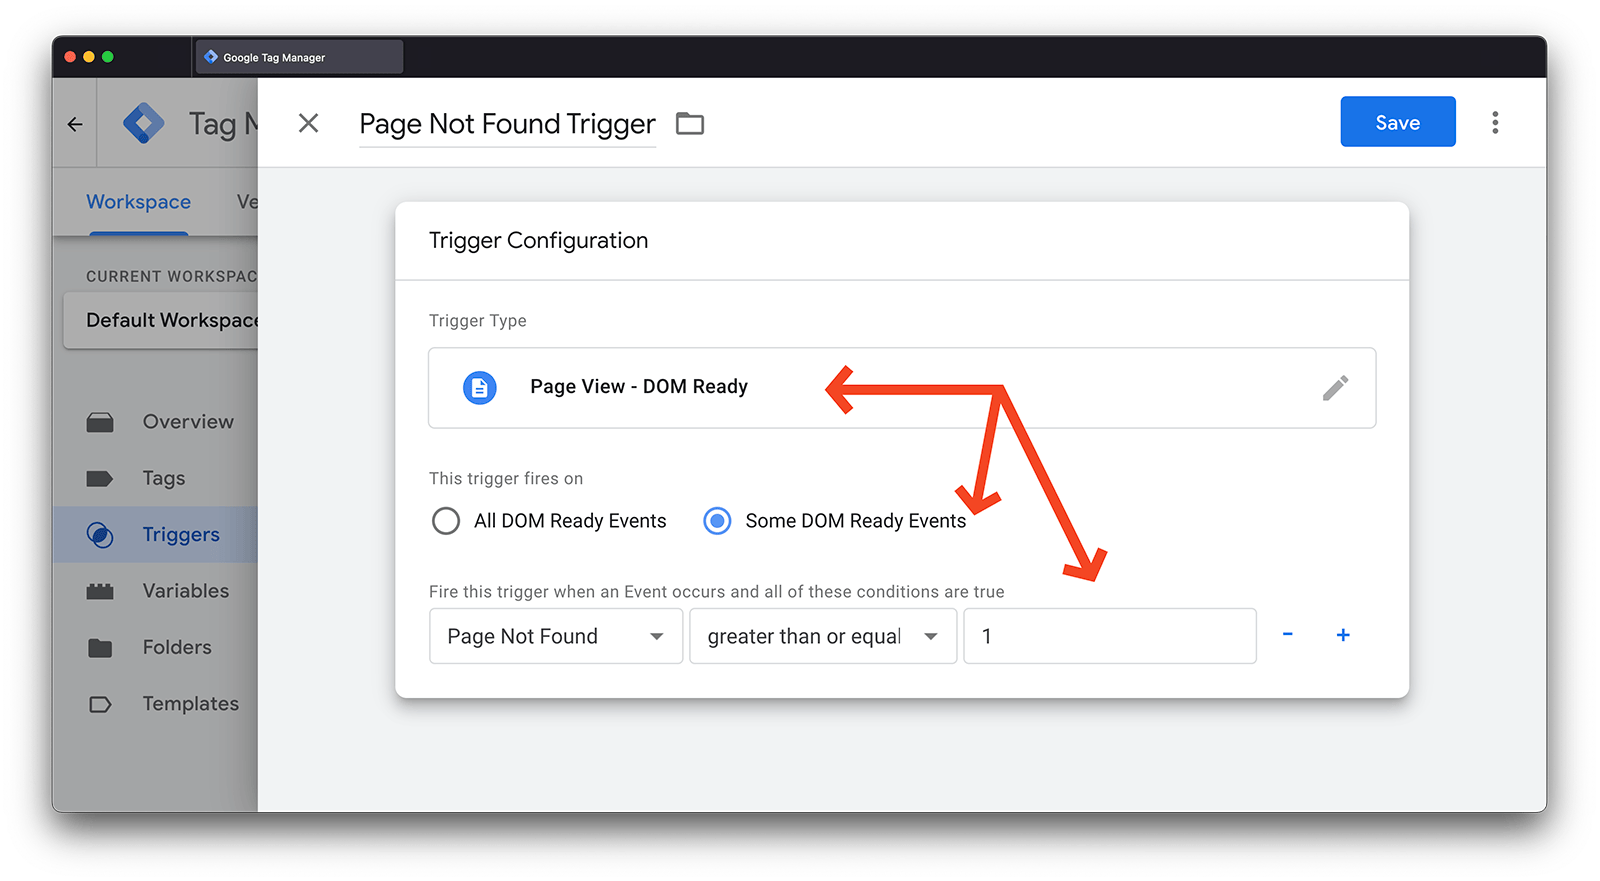 Google Tag Manager
Tag M
Page Not Found Trigger
Save
Workspace
Ve
CURRENT WORKSPAC
Default Workspace
Overview
Tags
Triggers
Variables
Folders
Templates
Trigger Configuration
Trigger Type
Page View - DOM Ready
This trigger fires on
All DOM Ready Events
Some DOM Ready Events
Fire this trigger when an Event occurs and all of these conditions are true
Page Not Found
greater than or equal
1